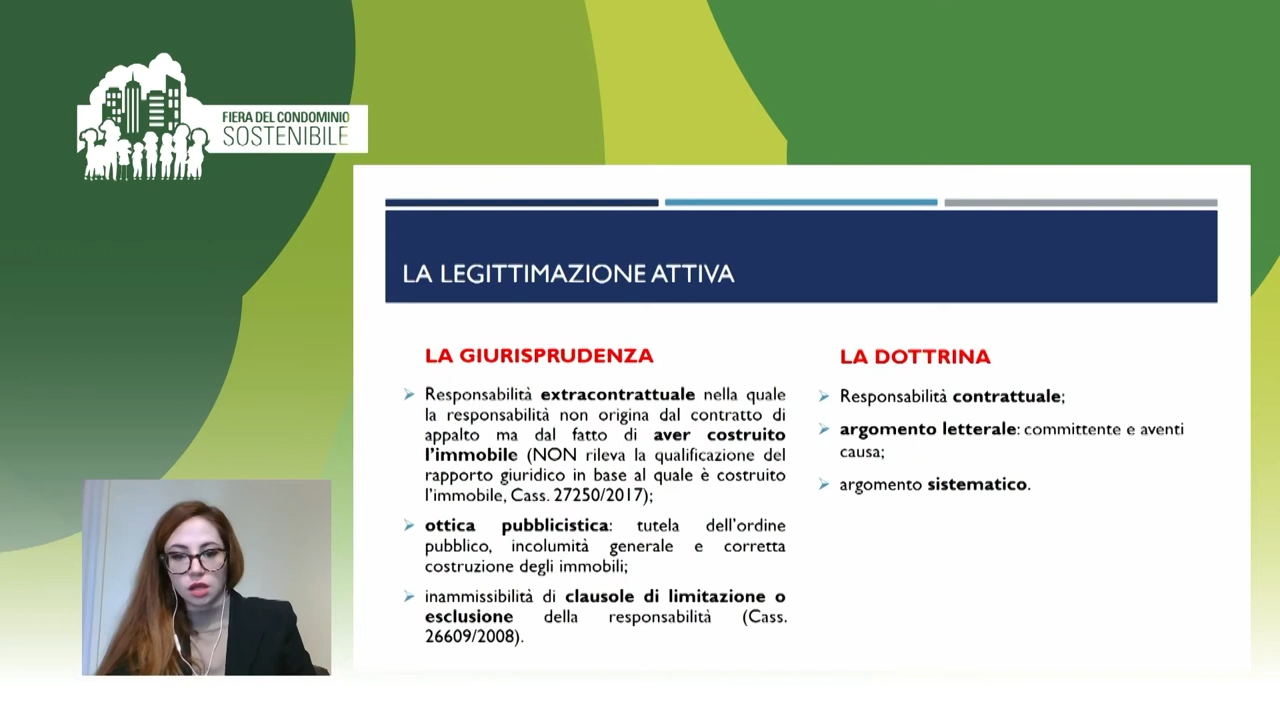 FIERA DEL CONDOMINIO
SOSTENIBILE
LA LEGITTIMAZIONE ATTIVA
LA GIURISPRUDENZA
Responsabilità extracontrattuale nella quale
la responsabilità non origina dal contratto di
appalto ma dal fatto di aver costruito
l'immobile (NON rileva la qualificazione del
rapporto giuridico in base al quale è costruito
l'immobile, Cass. 27250/2017);
ottica pubblicistica: tutela dell'ordine
pubblico, incolumità generale e corretta
costruzione degli immobili;
inammissibilità di clausole di limitazione o
esclusione della responsabilità (Cass.
26609/2008).
LA DOTTRINA
Responsabilità contrattuale;
argomento letterale: committente e aventi
causa;
argomento sistematico.